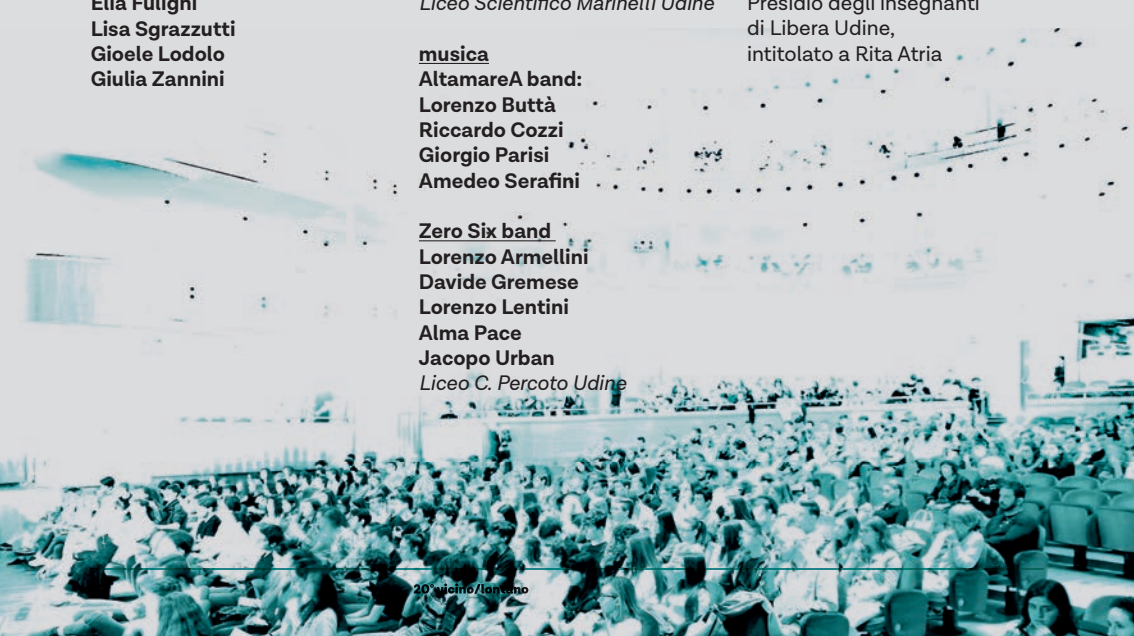 Elia Fulighi
Lisa Sgrazzutti
Gioele Lodolo
Giulia Zannini
Liceo Scientifico Marinelli Udine
musica
AltamareA band:
Lorenzo Buttà
Riccardo Cozzi
Giorgio Parisi
Amedeo Serafini
Zero Six band
Lorenzo Armellini
Davide Gremese
Lorenzo Lentini
Alma Pace
Jacopo Urban
Liceo C. Percoto Udine
Presidio degli insegnanti
di Libera Udine,
intitolato a Rita Atria
20°vicino/lontano